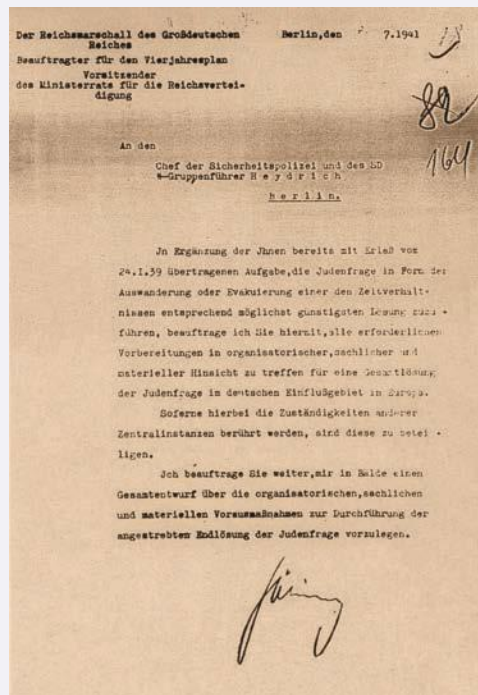 Der Reichsmarschall des Großdeutschen Berlin,den 7.1941
Reiches
18
Beauftragter für den Vierjahresplan
Vorsitzender
des Ministerrats für die Reichsvertei-
digung
82
An den
164
Chef der Sicherheitspolizei und des SD
Gruppenführer H e y d r i c h
B e r l i n.
Jn Ergänzung der Jhnen bereits mit Erlaß vom
24.I.39 übertragenen Aufgabe,die Judenfrage in Form der
Auswanderung oder Evakuierung einer den Zeitverhält-
nissen entsprechend möglichst günstigsten Lösung zuzu-
führen, beauftrage ich Sie hiermit,alle erforderlichen
Vorbereitungen in organisatorischer,sachlicher und
materieller Hinsicht zu treffen für eine Gesamtlösung
der Judenfrage im deutschen Einflußgebiet in Europa.
Soferne hierbei die Zuständigkeiten anderer
Zentralinstanzen berührt werden, sind diese zu betei-
ligen.
Jch beauftrage Sie weiter,mir in Bälde einen
Gesamtentwurf über die organisatorischen,sachlichen
und materiellen Vorausmaßnahmen zur Durchführung der
angestrebten Endlösung der Judenfrage vorzulegen.
Göring